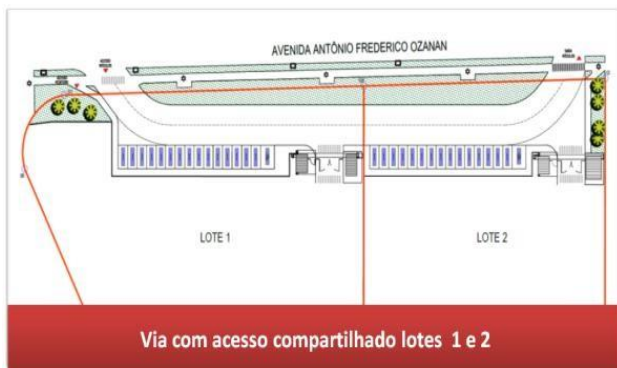 AVENIDA ANTÔNIO FREDERICO OZANAN
LOTE 1
LOTE 2
Via com acesso compartilhado lotes 1 e 2